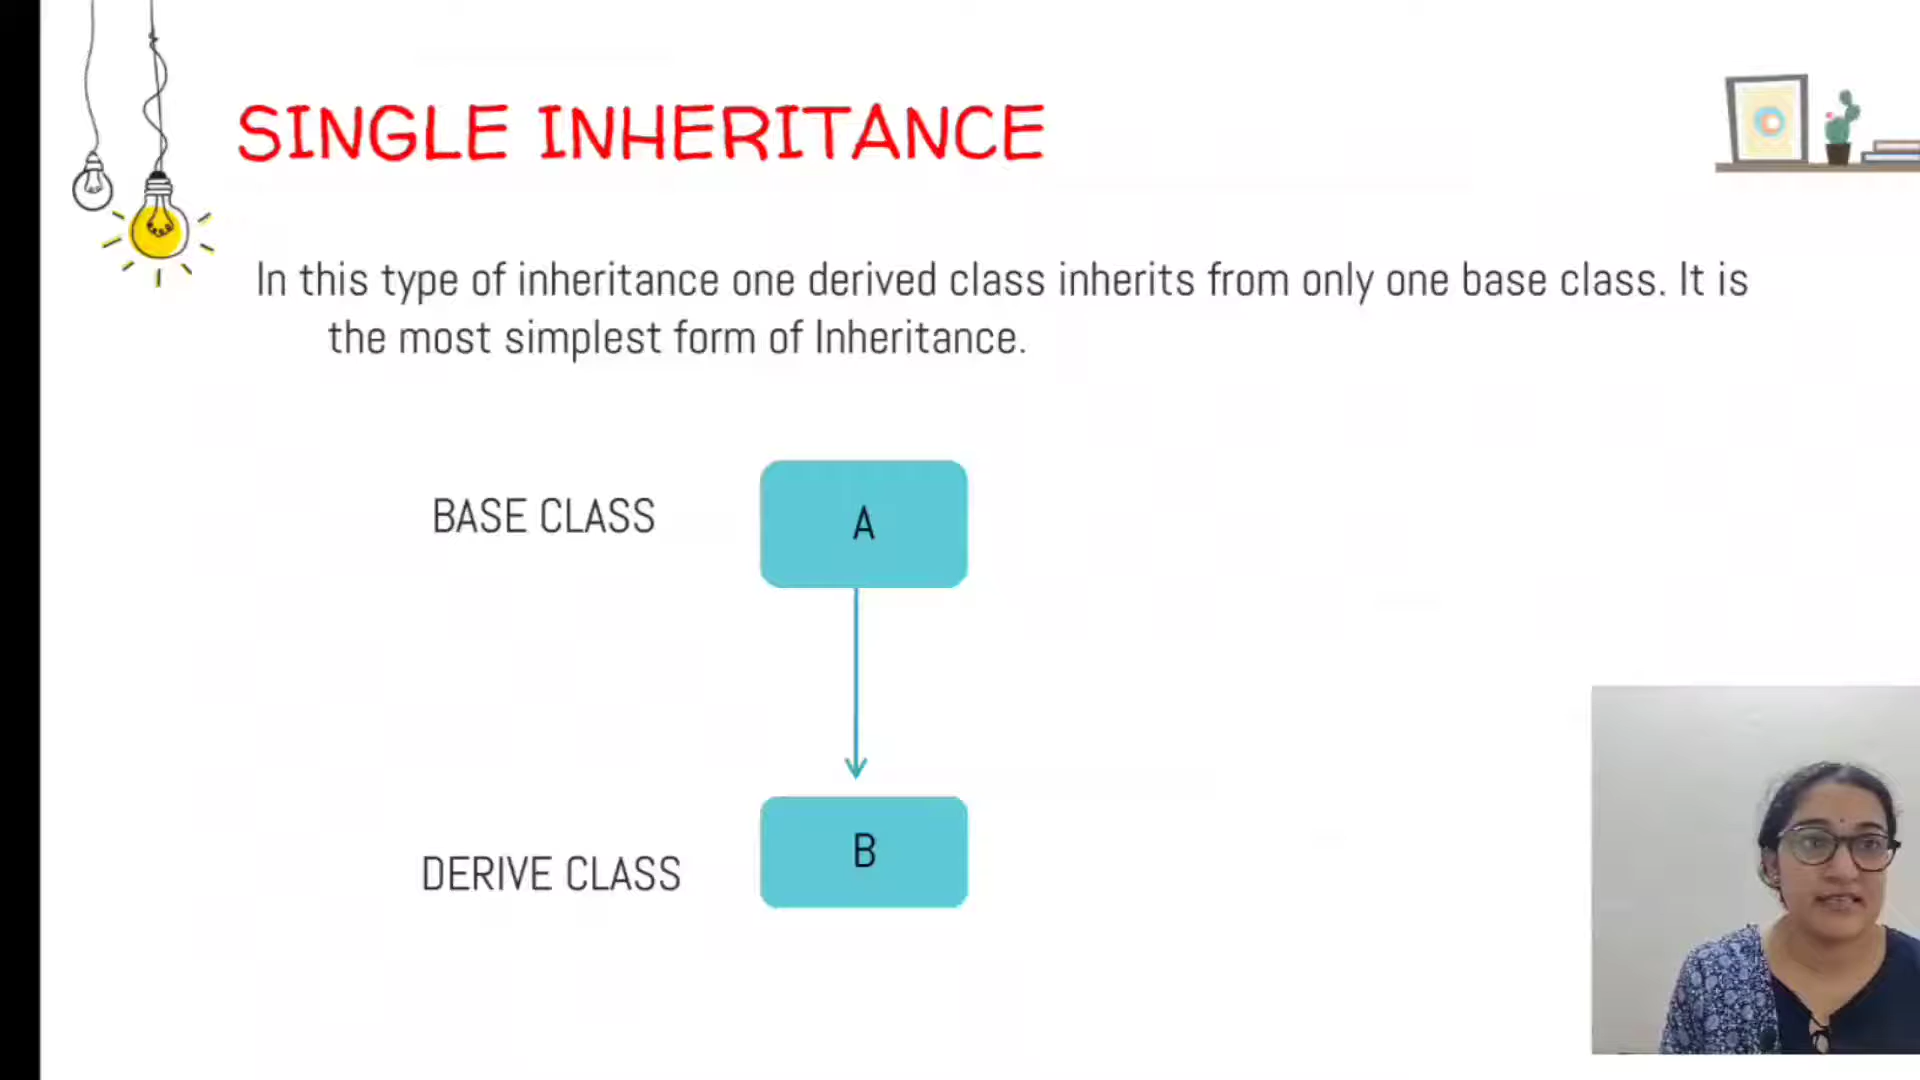 SINGLE INHERITANCE
In this type of inheritance one derived class inherits from only one base class. It is
the most simplest form of Inheritance.
BASE CLASS
A
B
DERIVE CLASS